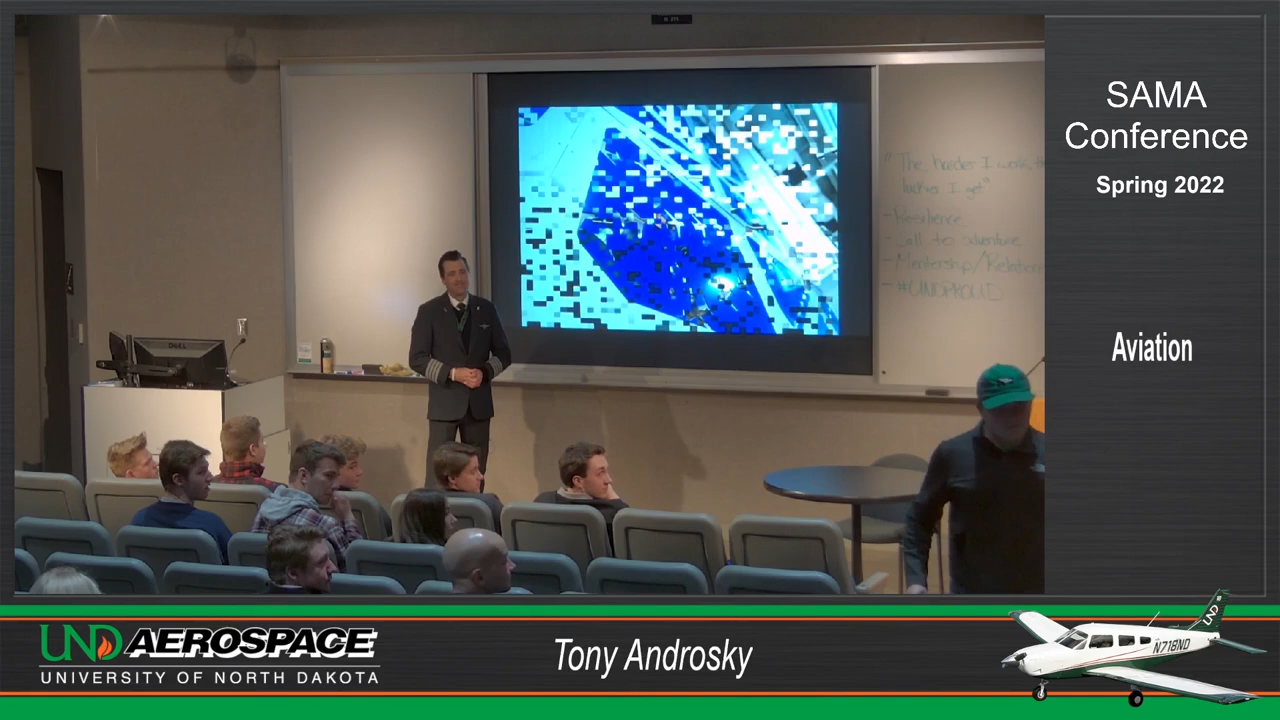 SAMA
Conference
Spring 2022
Aviation
"The harder I work, the
luckier I get"
- Resilience
- Call to adventure
- Mentorship/Relation
- #UNDPROUD
DELL
UND AEROSPACE
UNIVERSITY OF NORTH DAKOTA
Tony Androsky
UND
N718ND